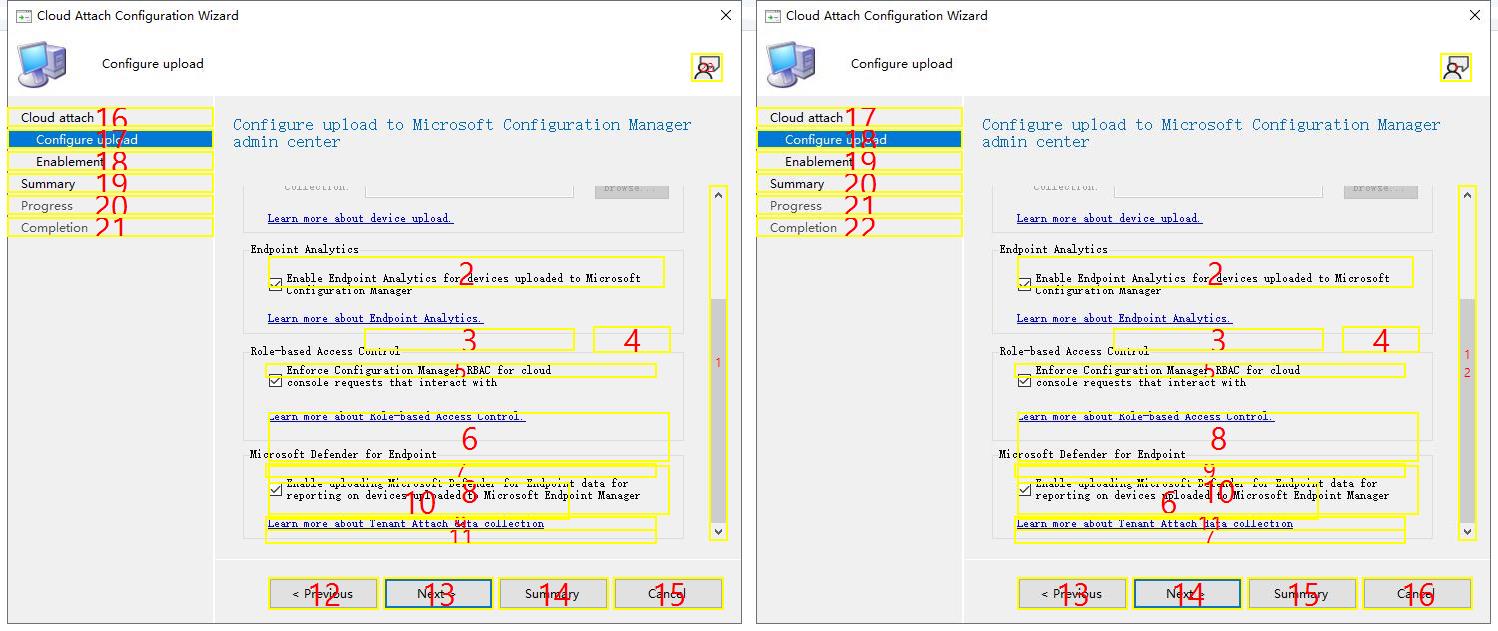 Cloud Attach Configuration Wizard
Configure upload
Cloud attach 16
Configure upload 17
Enablement 18
Summary 19
Progress 20
Completion 21
Configure upload to Microsoft Configuration Manager
admin center
Collection:
Browse...
Learn more about device upload.
Endpoint Analytics
2
Enable Endpoint Analytics for devices uploaded to Microsoft
Configuration Manager
Learn more about Endpoint Analytics.
3 4
Role-based Access Control
1
Enforce Configuration Manager RBAC for cloud
5
console requests that interact with
Learn more about Role-based Access Control.
6
Microsoft Defender for Endpoint
7
Enable uploading Microsoft Defender for Endpoint data for
8
reporting on devices uploaded to Microsoft Endpoint Manager
10
Learn more about Tenant Attach data collection
11
< Previous 12
Next > 13
Summary 14
Cancel 15
Cloud Attach Configuration Wizard
Configure upload
Cloud attach 17
Configure upload 18
Enablement 19
Summary 20
Progress 21
Completion 22
Configure upload to Microsoft Configuration Manager
admin center
Collection:
Browse...
Learn more about device upload.
Endpoint Analytics
2
Enable Endpoint Analytics for devices uploaded to Microsoft
Configuration Manager
Learn more about Endpoint Analytics.
3 4
Role-based Access Control
1
Enforce Configuration Manager RBAC for cloud
5
12
console requests that interact with
Learn more about Role-based Access Control.
8
Microsoft Defender for Endpoint
9
Enable uploading Microsoft Defender for Endpoint data for
10
reporting on devices uploaded to Microsoft Endpoint Manager
6
Learn more about Tenant Attach data collection
11
7
< Previous 13
Next > 14
Summary 15
Cancel 16